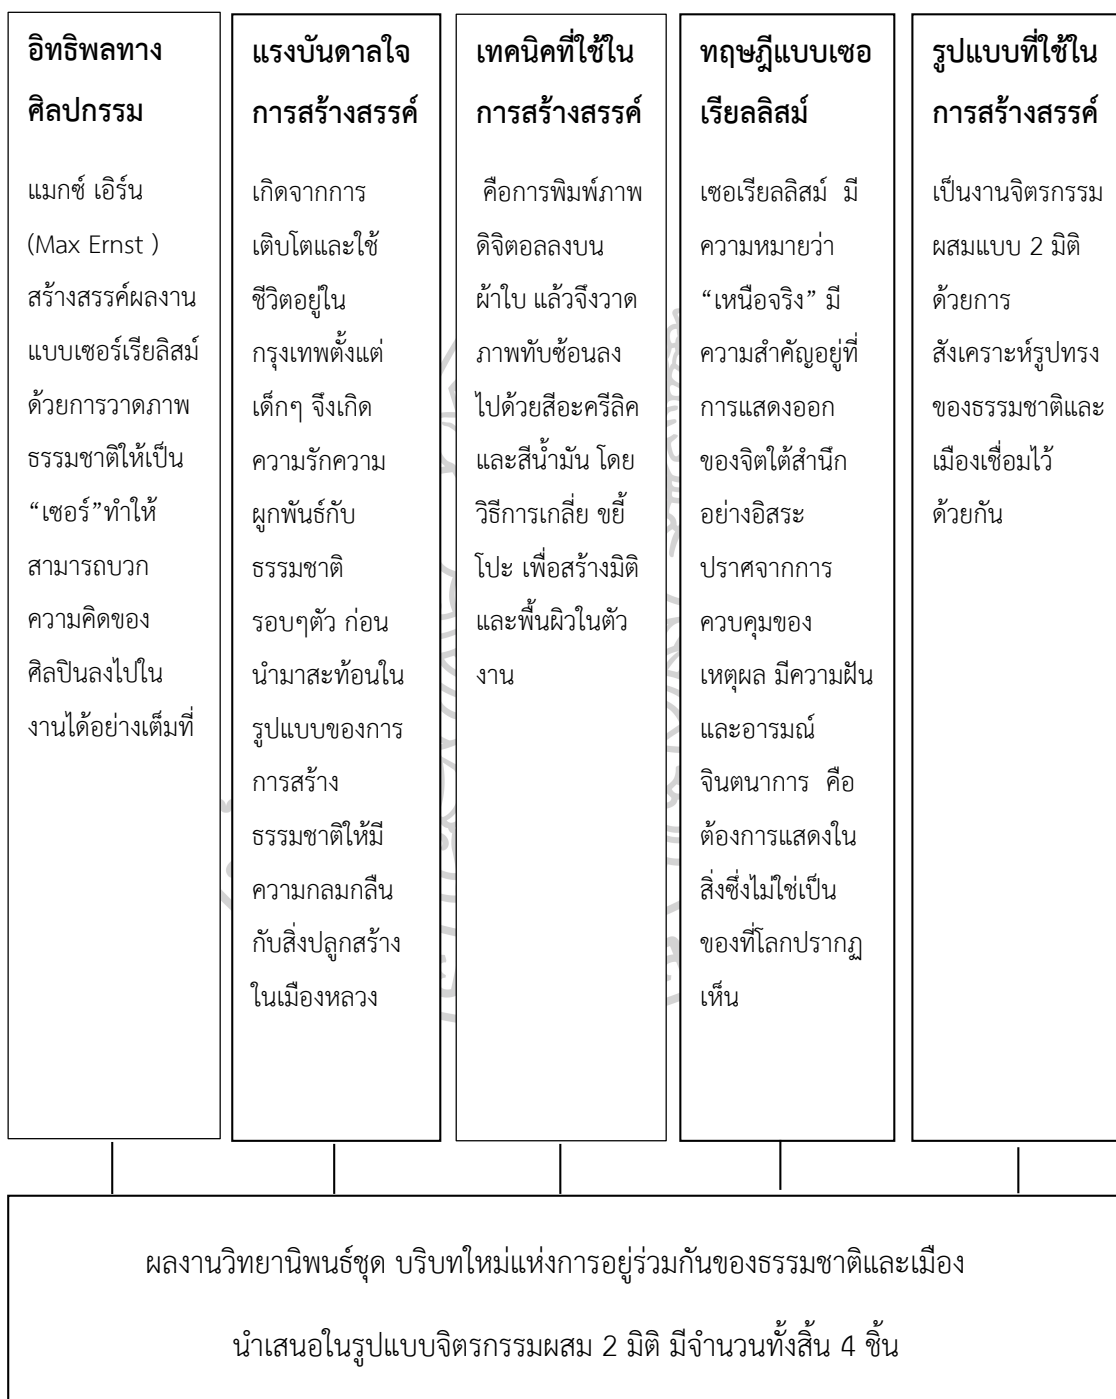 อิทธิพลทาง
ศิลปกรรม
แมกซ์ เอิร์น
(Max Ernst )
สร้างสรรค์ผลงาน
แบบเซอร์เรียลิสม์
ด้วยการวาดภาพ
ธรรมชาติให้เป็น
“เซอร์”ทำให้
สามารถบวก
ความคิดของ
ศิลปินลงไปใน
งานได้อย่างเต็มที่
แรงบันดาลใจ
การสร้างสรรค์
เกิดจากการ
เติบโตและใช้
ชีวิตอยู่ใน
กรุงเทพตั้งแต่
เด็กๆ จึงเกิด
ความรักความ
ผูกพันธ์กับ
ธรรมชาติ
รอบๆตัว ก่อน
นำมาสะท้อนใน
รูปแบบของการ
การสร้าง
ธรรมชาติให้มี
ความกลมกลืน
กับสิ่งปลูกสร้าง
ในเมืองหลวง
เทคนิคที่ใช้ใน
การสร้างสรรค์
คือการพิมพ์ภาพ
ดิจิตอลลงบน
ผ้าใบ แล้วจึงวาด
ภาพทับซ้อนลง
ไปด้วยสีอะครีลิค
และสีน้ำมัน โดย
วิธีการเกลี่ย ขยี้
โปะ เพื่อสร้างมิติ
และพื้นผิวในตัว
งาน
ทฤษฎีแบบเซอ
เรียลลิสม์
เซอเรียลลิสม์ มี
ความหมายว่า
“เหนือจริง” มี
ความสำคัญอยู่ที่
การแสดงออก
ของจิตใต้สำนึก
อย่างอิสระ
ปราศจากการ
ควบคุมของ
เหตุผล มีความฝัน
และอารมณ์
จินตนาการ คือ
ต้องการแสดงใน
สิ่งซึ่งไม่ใช่เป็น
ของที่โลกปรากฏ
เห็น
รูปแบบที่ใช้ใน
การสร้างสรรค์
เป็นงานจิตรกรรม
ผสมแบบ 2 มิติ
ด้วยการ
สังเคราะห์รูปทรง
ของธรรมชาติและ
เมืองเชื่อมไว้
ด้วยกัน
ผลงานวิทยานิพนธ์ชุด บริบทใหม่แห่งการอยู่ร่วมกันของธรรมชาติและเมือง
นำเสนอในรูปแบบจิตรกรรมผสม 2 มิติ มีจำนวนทั้งสิ้น 4 ชิ้น